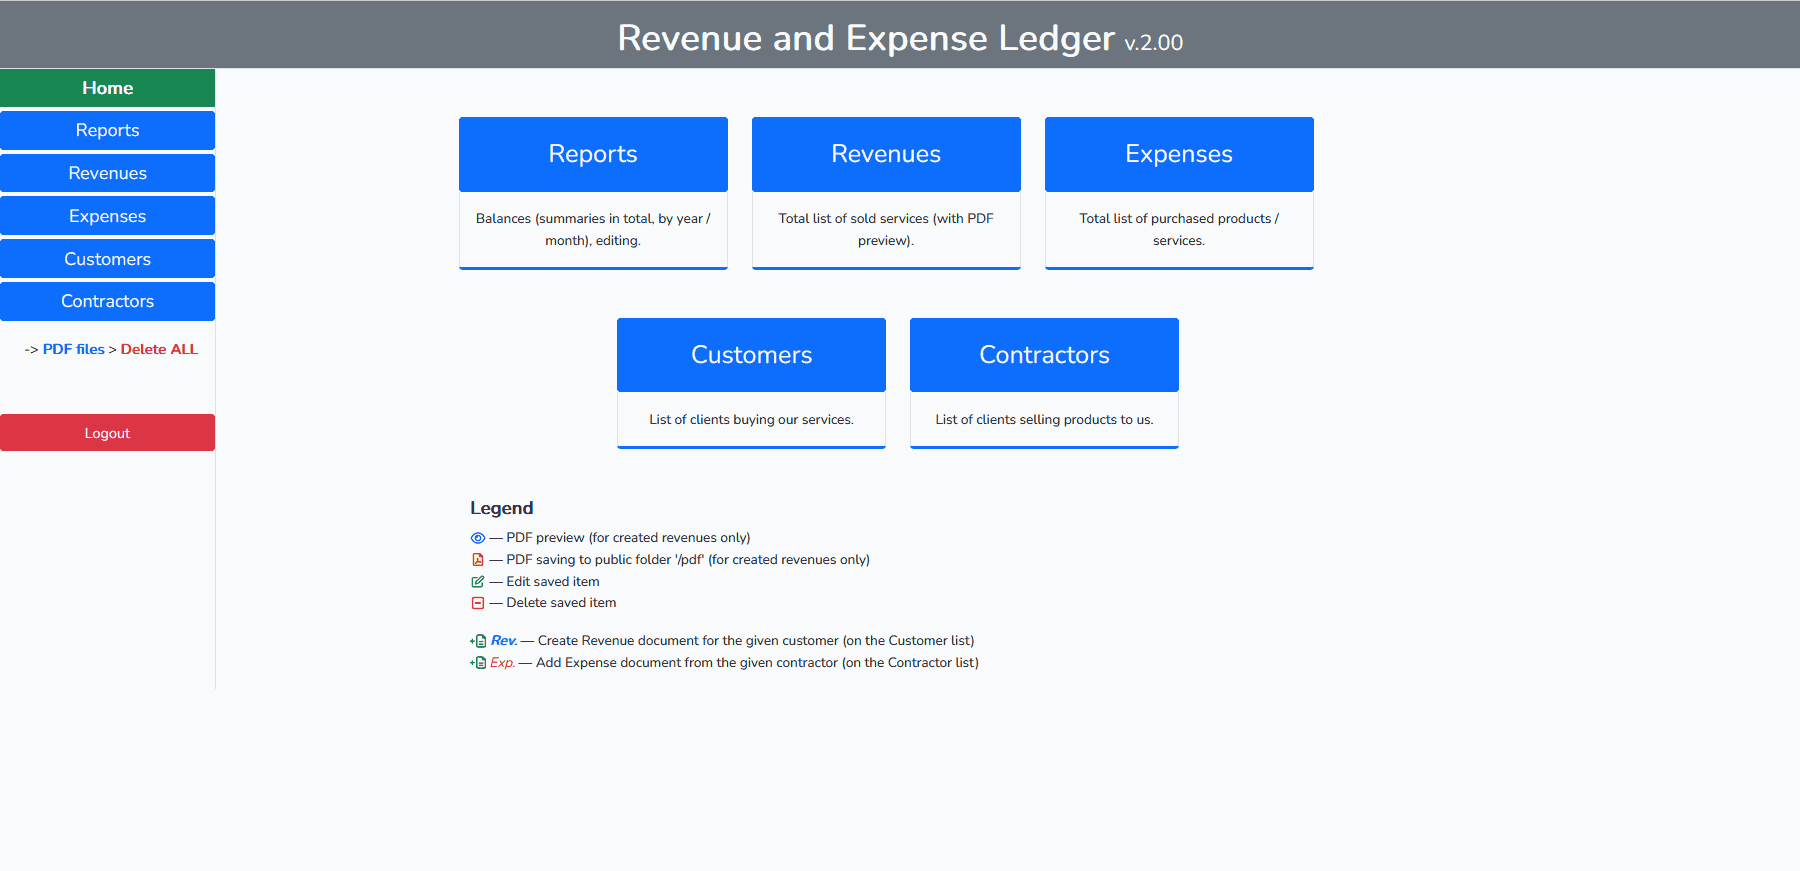 Revenue and Expense Ledger v.2.00
Home
Reports
Revenues
Expenses
Customers
Contractors
-> PDF files > Delete ALL
Logout
Reports
Balances (summaries in total, by year /
month), editing.
Revenues
Total list of sold services (with PDF
preview).
Expenses
Total list of purchased products /
services.
Customers
List of clients buying our services.
Contractors
List of clients selling products to us.
Legend
— PDF preview (for created revenues only)
— PDF saving to public folder '/pdf' (for created revenues only)
— Edit saved item
— Delete saved item
Rev. — Create Revenue document for the given customer (on the Customer list)
Exp. — Add Expense document from the given contractor (on the Contractor list)